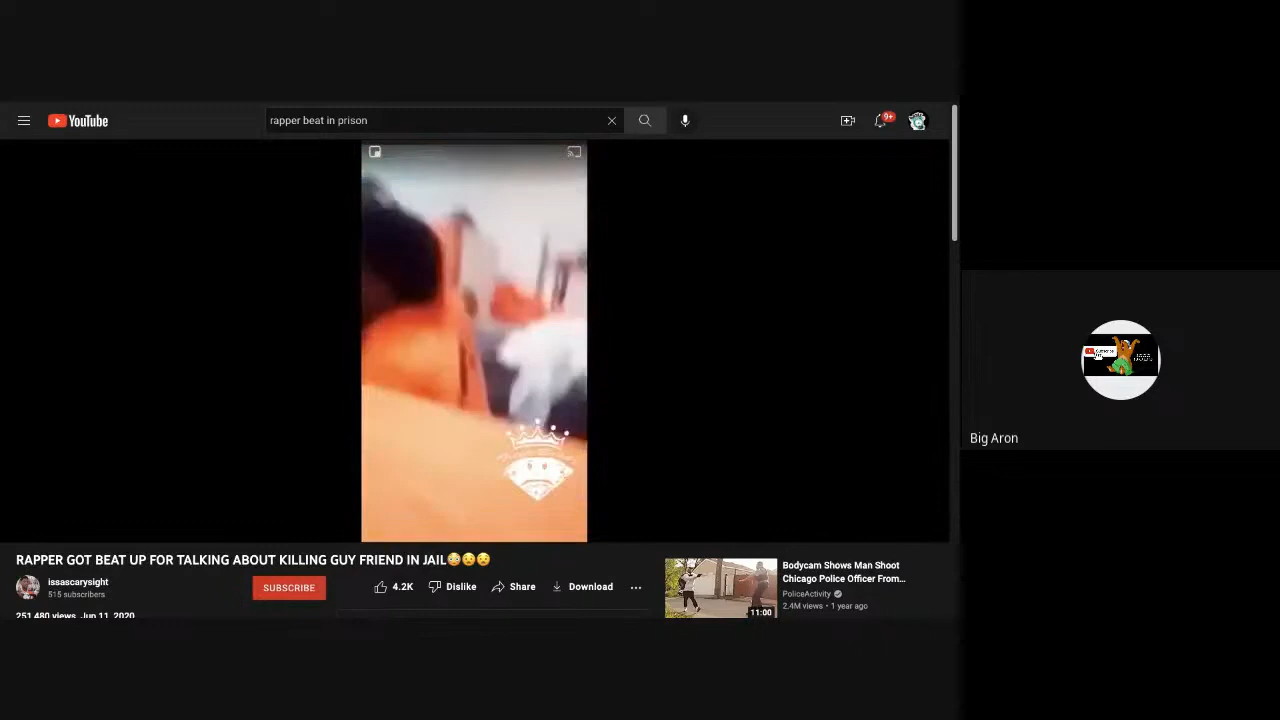 YouTube
rapper beat in prison
9+
RAPPER GOT BEAT UP FOR TALKING ABOUT KILLING GUY FRIEND IN JAIL😳😥😥
issascarysight
515 subscribers
SUBSCRIBE
4.2K
Dislike
Share
Download
251,480 views Jun 11, 2020
Bodycam Shows Man Shoot
Chicago Police Officer From...
PoliceActivity
2.4M views • 1 year ago
11:00
Big Aron